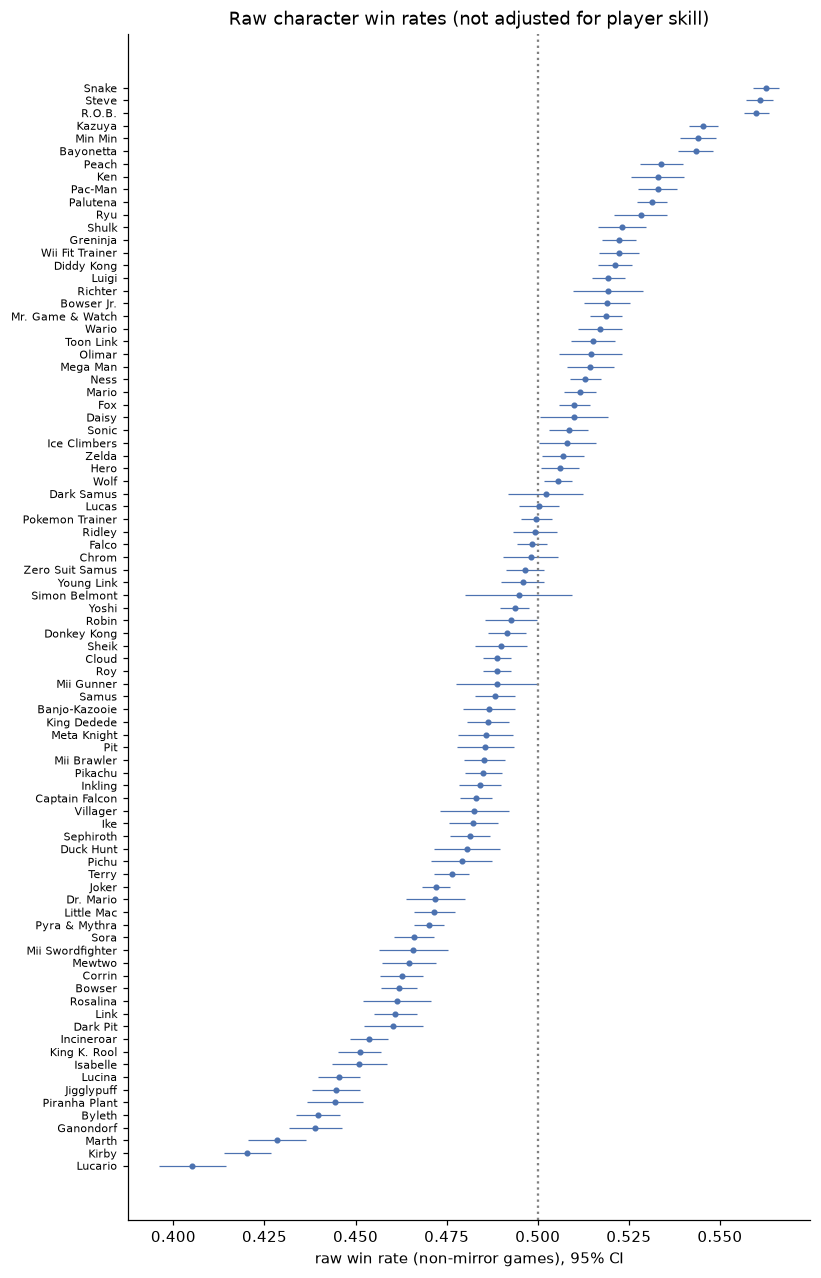 Raw character win rates (not adjusted for player skill)
Snake
Steve
R.O.B.
Kazuya
Min Min
Bayonetta
Peach
Ken
Pac-Man
Palutena
Ryu
Shulk
Greninja
Wii Fit Trainer
Diddy Kong
Luigi
Richter
Bowser Jr.
Mr. Game & Watch
Wario
Toon Link
Olimar
Mega Man
Ness
Mario
Fox
Daisy
Sonic
Ice Climbers
Zelda
Hero
Wolf
Dark Samus
Lucas
Pokemon Trainer
Ridley
Falco
Chrom
Zero Suit Samus
Young Link
Simon Belmont
Yoshi
Robin
Donkey Kong
Sheik
Cloud
Roy
Mii Gunner
Samus
Banjo-Kazooie
King Dedede
Meta Knight
Pit
Mii Brawler
Pikachu
Inkling
Captain Falcon
Villager
Ike
Sephiroth
Duck Hunt
Pichu
Terry
Joker
Dr. Mario
Little Mac
Pyra & Mythra
Sora
Mii Swordfighter
Mewtwo
Corrin
Bowser
Rosalina
Link
Dark Pit
Incineroar
King K. Rool
Isabelle
Lucina
Jigglypuff
Piranha Plant
Byleth
Ganondorf
Marth
Kirby
Lucario
0.400 0.425 0.450 0.475 0.500 0.525 0.550
raw win rate (non-mirror games), 95% CI